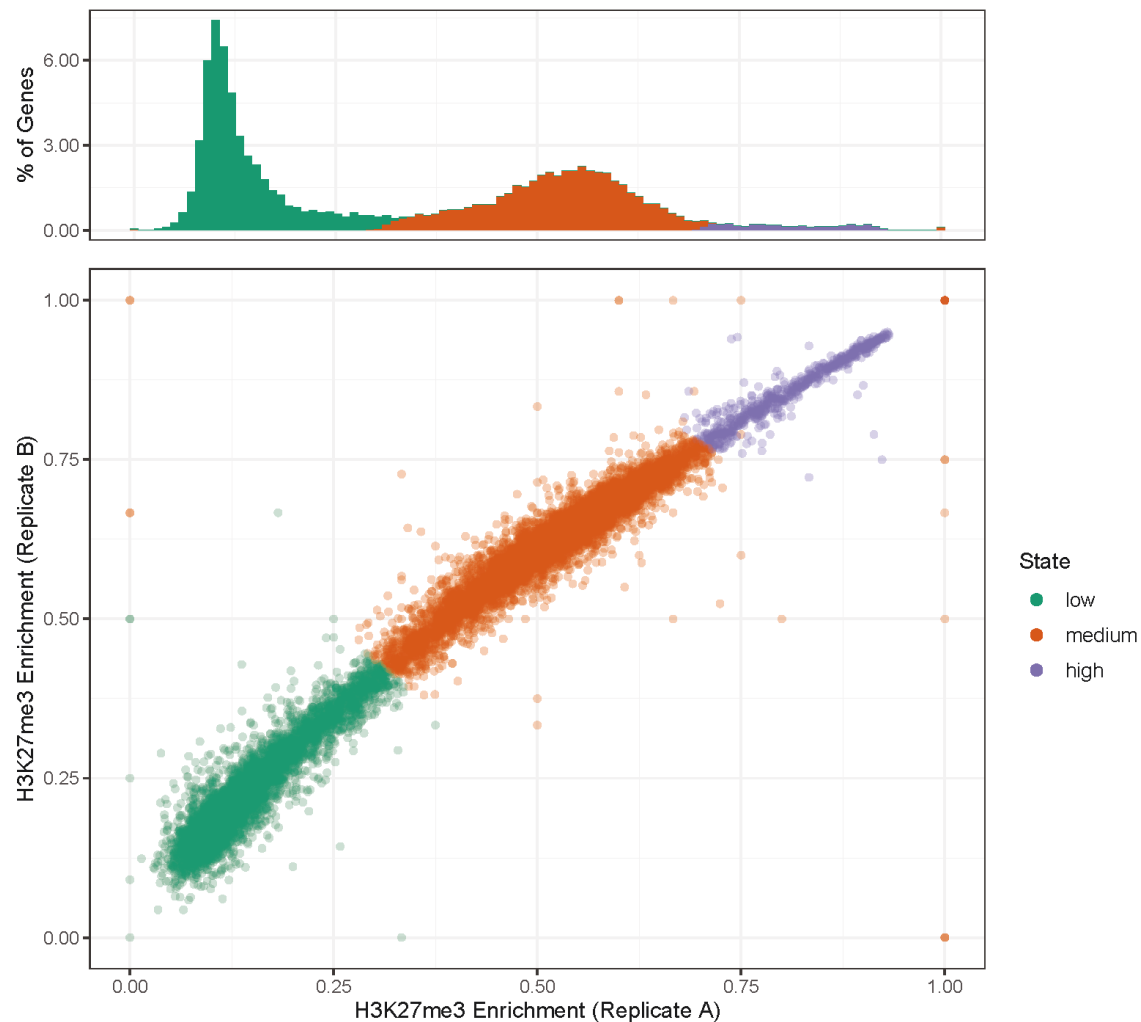 % of Genes
6.00
3.00
0.00
H3K27me3 Enrichment (Replicate B)
1.00
0.75
0.50
0.25
0.00
0.00 0.25 0.50 0.75 1.00
H3K27me3 Enrichment (Replicate A)
State
low
medium
high